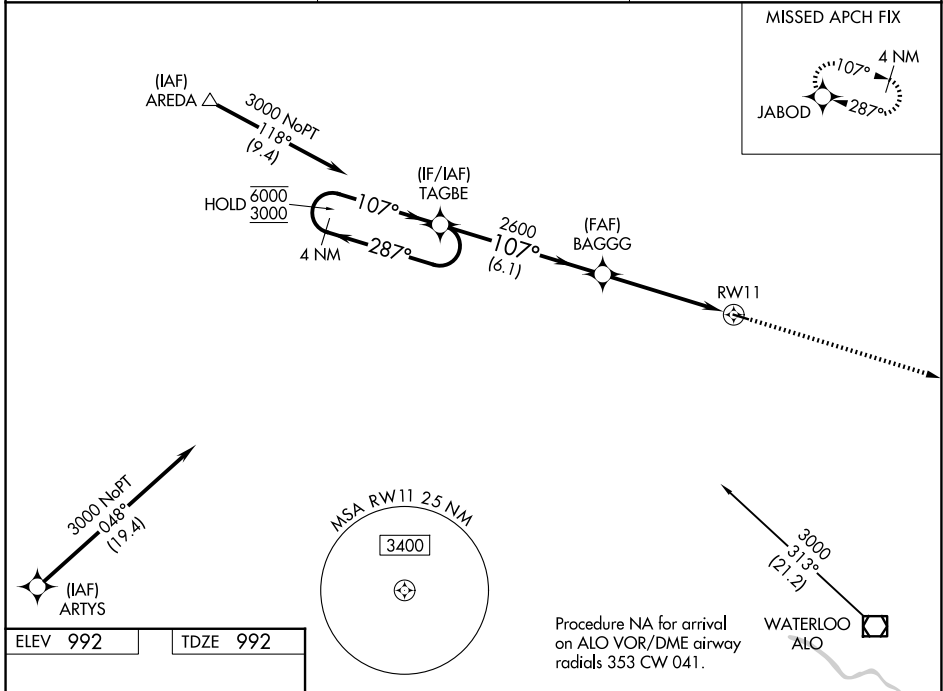 MISSED APCH FIX
4 NM
107°
287°
JABOD
(IAF)
AREDA
3000 NoPT
118°
(9.4)
HOLD
6000
3000
4 NM
107°
287°
(IF/IAF)
TAGBE
2600
107°
(6.1)
(FAF)
BAGGG
RW11
3000 NoPT
048°
(19.4)
(IAF)
ARTYS
MSA RW11 25 NM
3400
3000
313°
(21.2)
WATERLOO
ALO
Procedure NA for arrival
on ALO VOR/DME airway
radials 353 CW 041.
ELEV 992
TDZE 992